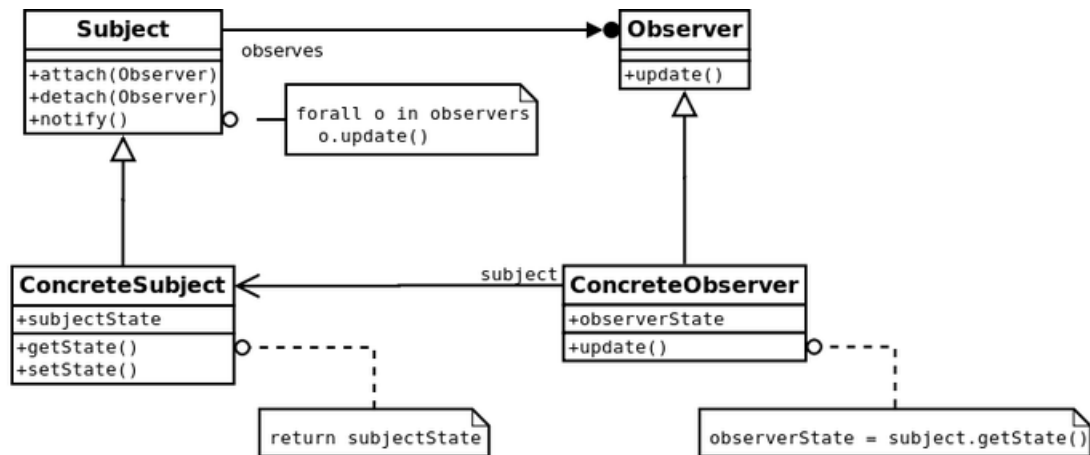 Subject
+attach(Observer)
+detach(Observer)
+notify()
observes
Observer
+update()
forall o in observers
o.update()
ConcreteSubject
+subjectState
+getState()
+setState()
subject
ConcreteObserver
+observerState
+update()
return subjectState
observerState = subject.getState()